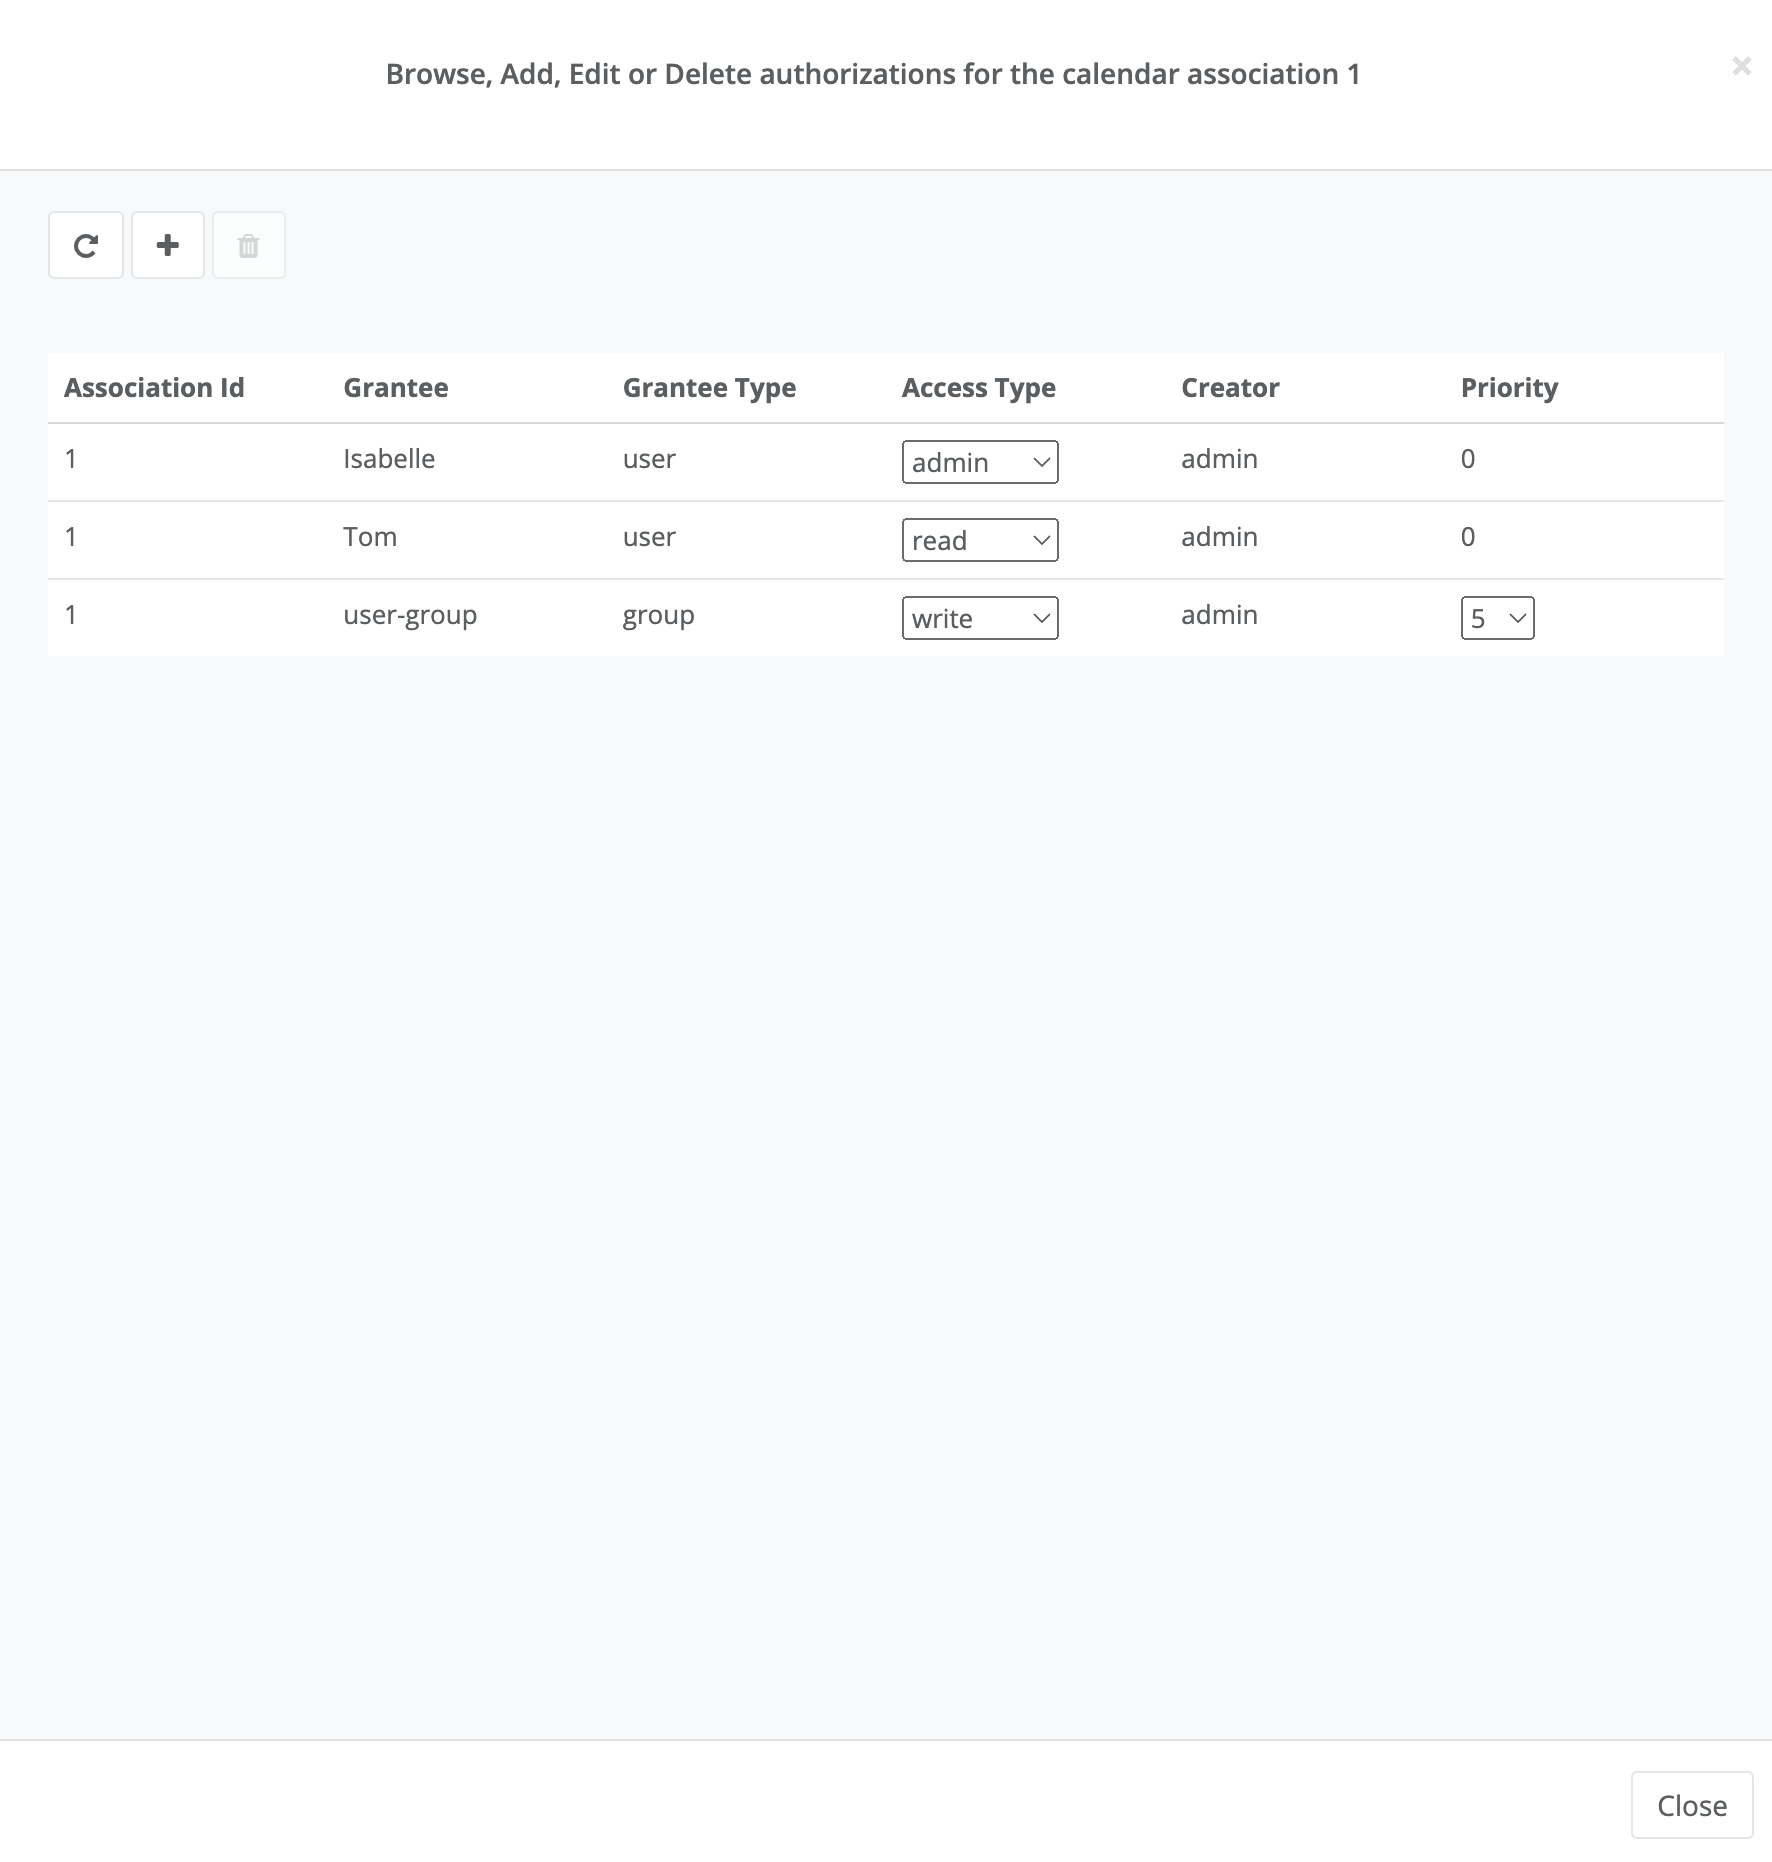 Browse, Add, Edit or Delete authorizations for the calendar association 1
Association Id Grantee Grantee Type Access Type Creator Priority
1 Isabelle user admin admin 0
1 Tom user read admin 0
1 user-group group write admin 5
Close